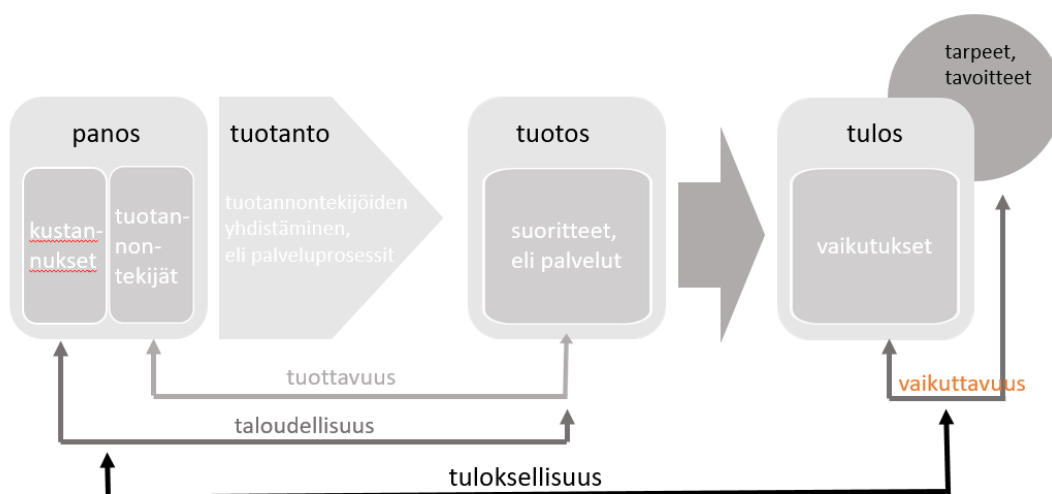 tarpeet,
tavoitteet
panos
tuotanto
tuotos
tulos
kustan-
nukset
tuotan-
non-
tekijät
tuotannontekijöiden
yhdistäminen,
eli palveluprosessit
suoritteet,
eli palvelut
vaikutukset
tuottavuus
vaikuttavuus
taloudellisuus
tuloksellisuus